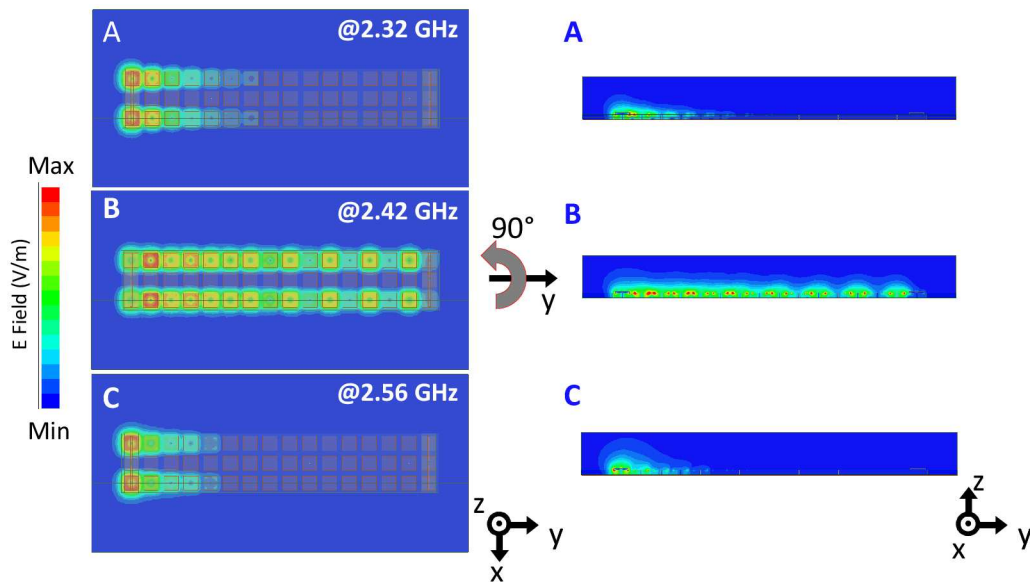 A
@2.32 GHz
A
Max
B
@2.42 GHz
B
90°
y
E Field (V/m)
C
@2.56 GHz
C
Min
z
y
x
z
x
y